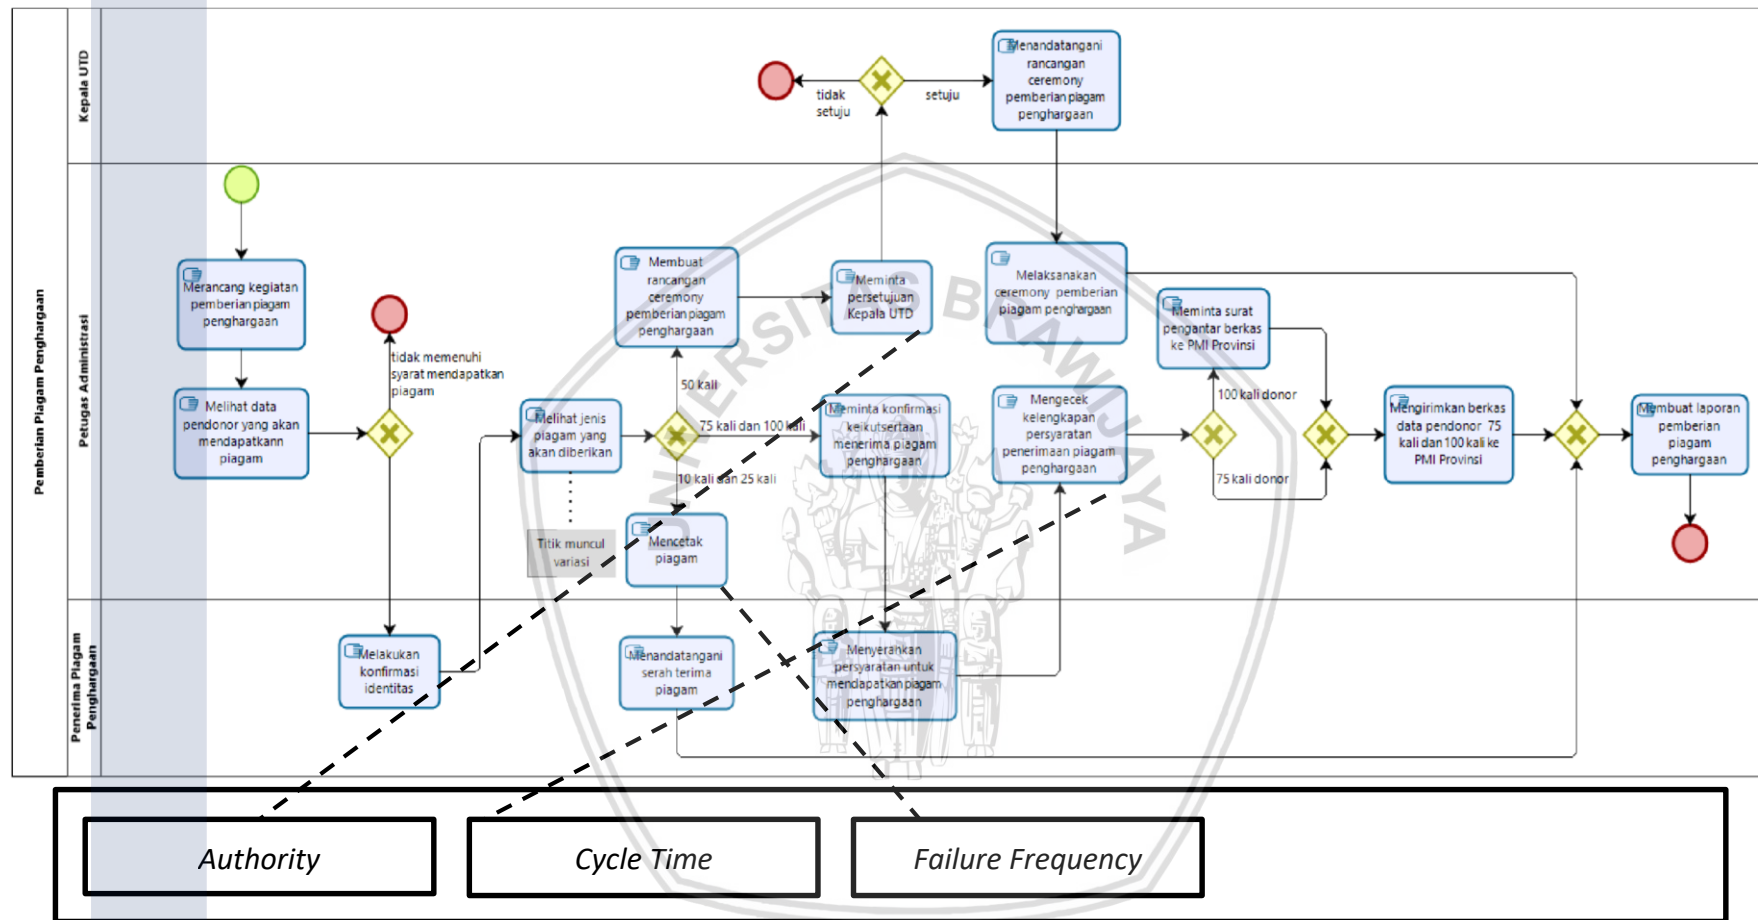 Pemberian Piagam Penghargaan
Kepala UTD
tidak
setuju
setuju
Menandatangani
rancangan
ceremony
pemberian piagam
penghargaan
Petugas Administrasi
Merancang kegiatan
pemberian piagam
penghargaan
Melihat data
pendonor yang akan
mendapatkann
piagam
tidak memenuhi
syarat mendapatkan
piagam
Melihat jenis
piagam yang
akan diberikan
Titik muncul
variasi
50 kali
75 kali dan 100 kali
10 kali dan 25 kali
Membuat
rancangan
ceremony
pemberian piagam
penghargaan
Meminta
persetujuan
Kepala UTD
Meminta konfirmasi
keikutsertaan
menerima piagam
penghargaan
Mencetak
piagam
Melaksanakan
ceremony pemberian
piagam penghargaan
Mengecek
kelengkapan
persyaratan
penerimaan piagam
penghargaan
Meminta surat
pengantar berkas
ke PMI Provinsi
100 kali donor
75 kali donor
Mengirimkan berkas
data pendonor 75
kali dan 100 kali ke
PMI Provinsi
Membuat laporan
pemberian
piagam
penghargaan
Penerima Piagam
Penghargaan
Melakukan
konfirmasi
identitas
Menandatangani
serah terima
piagam
Menyerahkan
persyaratan untuk
mendapatkan piagam
penghargaan
UNIVERSITAS BRAWIJAYA
Authority
Cycle Time
Failure Frequency